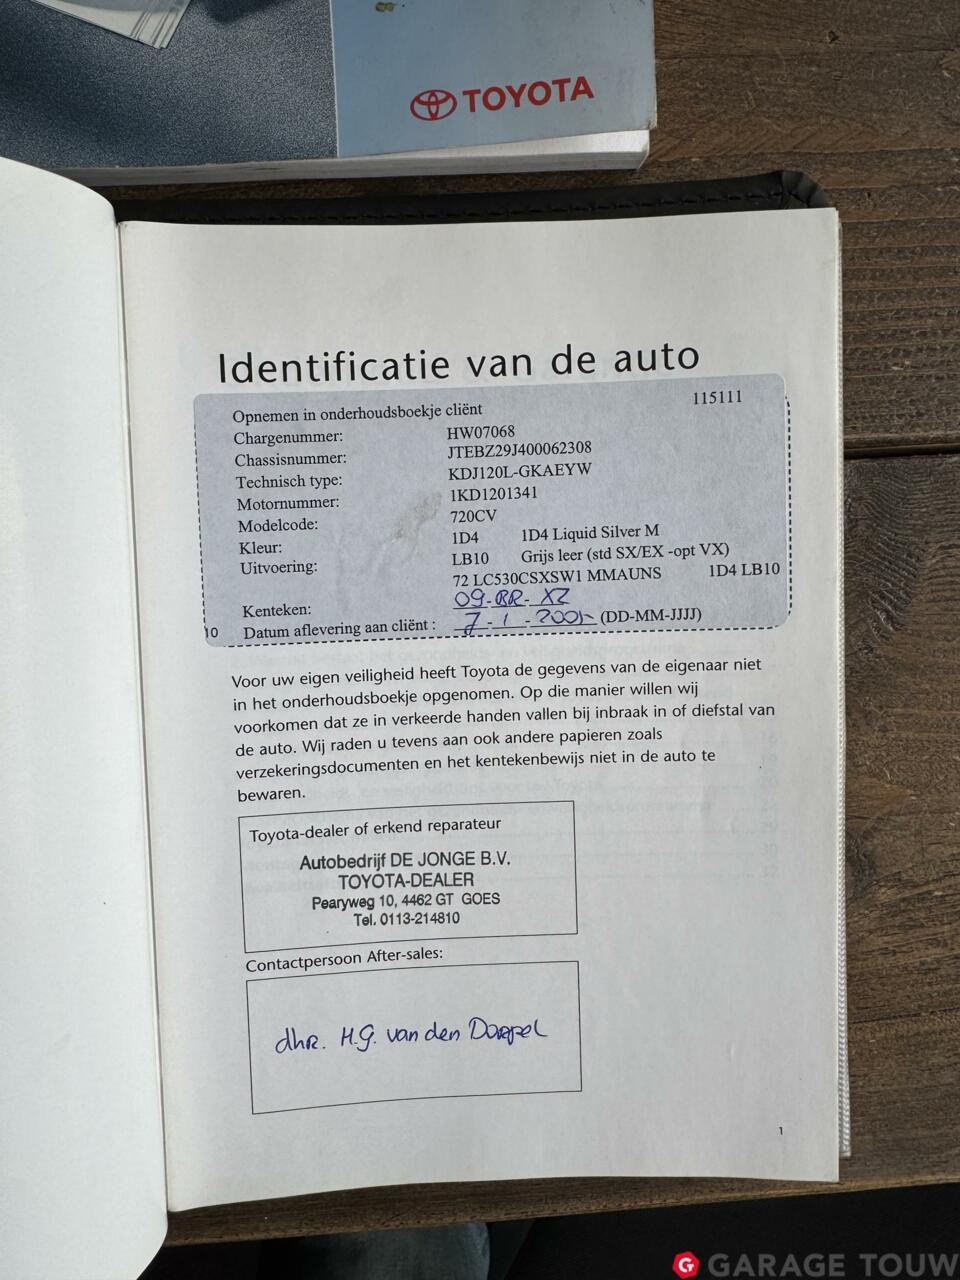 TOYOTA
Identificatie van de auto
Opnemen in onderhoudsboekje cliënt 115111
Chargenummer: HW07068
Chassisnummer: JTEBZ29J400062308
Technisch type: KDJ120L-GKAEYW
Motornummer: 1KD1201341
Modelcode: 720CV
Kleur: 1D4 1D4 Liquid Silver M
Uitvoering: LB10 Grijs leer (std SX/EX -opt VX)
72 LC530CSXSW1 MMAUNS 1D4 LB10
Kenteken: 09-BR-XZ
10 Datum aflevering aan cliënt : 7-1-2005 (DD-MM-JJJJ)
Voor uw eigen veiligheid heeft Toyota de gegevens van de eigenaar niet
in het onderhoudsboekje opgenomen. Op die manier willen wij
voorkomen dat ze in verkeerde handen vallen bij inbraak in of diefstal van
de auto. Wij raden u tevens aan ook andere papieren zoals
verzekeringsdocumenten en het kentekenbewijs niet in de auto te
bewaren.
Toyota-dealer of erkend reparateur
Autobedrijf DE JONGE B.V.
TOYOTA-DEALER
Pearyweg 10, 4462 GT GOES
Tel. 0113-214810
Contactpersoon After-sales:
dhr. H.G. van den Dorpel
1
GARAGE TOUW